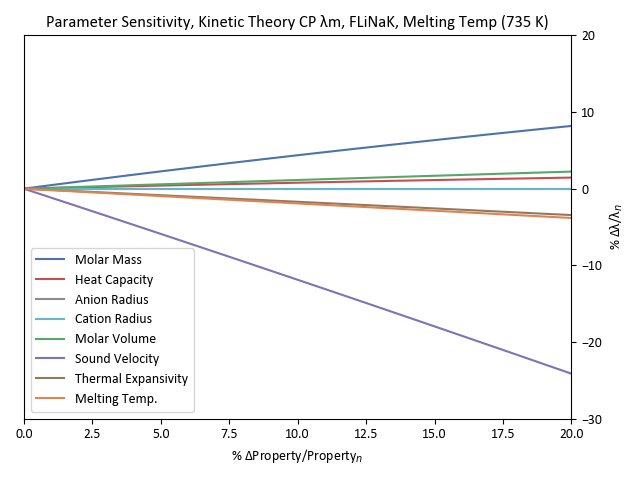 Parameter Sensitivity, Kinetic Theory CP λm, FLiNaK, Melting Temp (735 K)
20
10
0
−10
−20
−30
% Δλ/λn
Molar Mass
Heat Capacity
Anion Radius
Cation Radius
Molar Volume
Sound Velocity
Thermal Expansivity
Melting Temp.
0.0 2.5 5.0 7.5 10.0 12.5 15.0 17.5 20.0
% ΔProperty/Propertyn